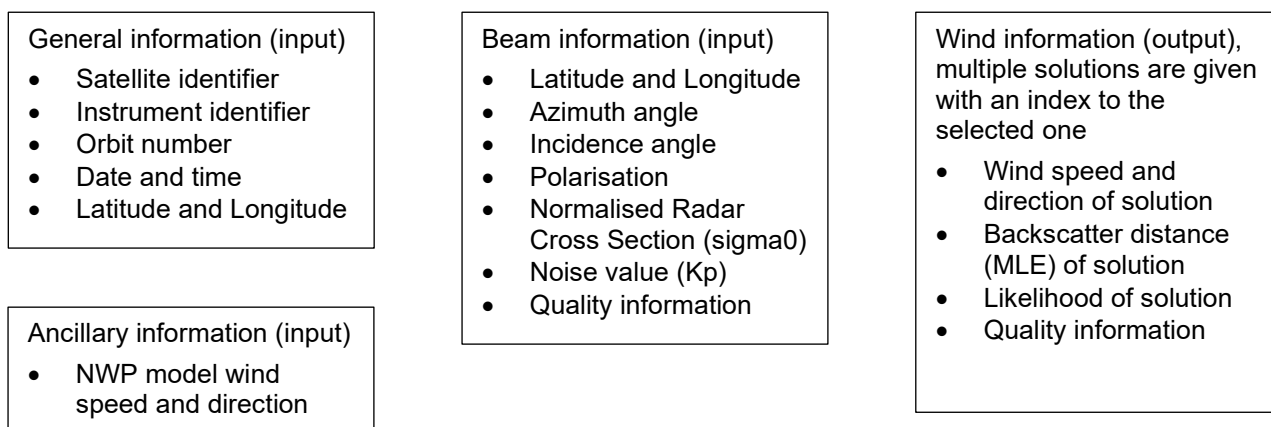 General information (input)
• Satellite identifier
• Instrument identifier
• Orbit number
• Date and time
• Latitude and Longitude
Ancillary information (input)
• NWP model wind
speed and direction
Beam information (input)
• Latitude and Longitude
• Azimuth angle
• Incidence angle
• Polarisation
• Normalised Radar
Cross Section (sigma0)
• Noise value (Kp)
• Quality information
Wind information (output),
multiple solutions are given
with an index to the
selected one
• Wind speed and
direction of solution
• Backscatter distance
(MLE) of solution
• Likelihood of solution
• Quality information